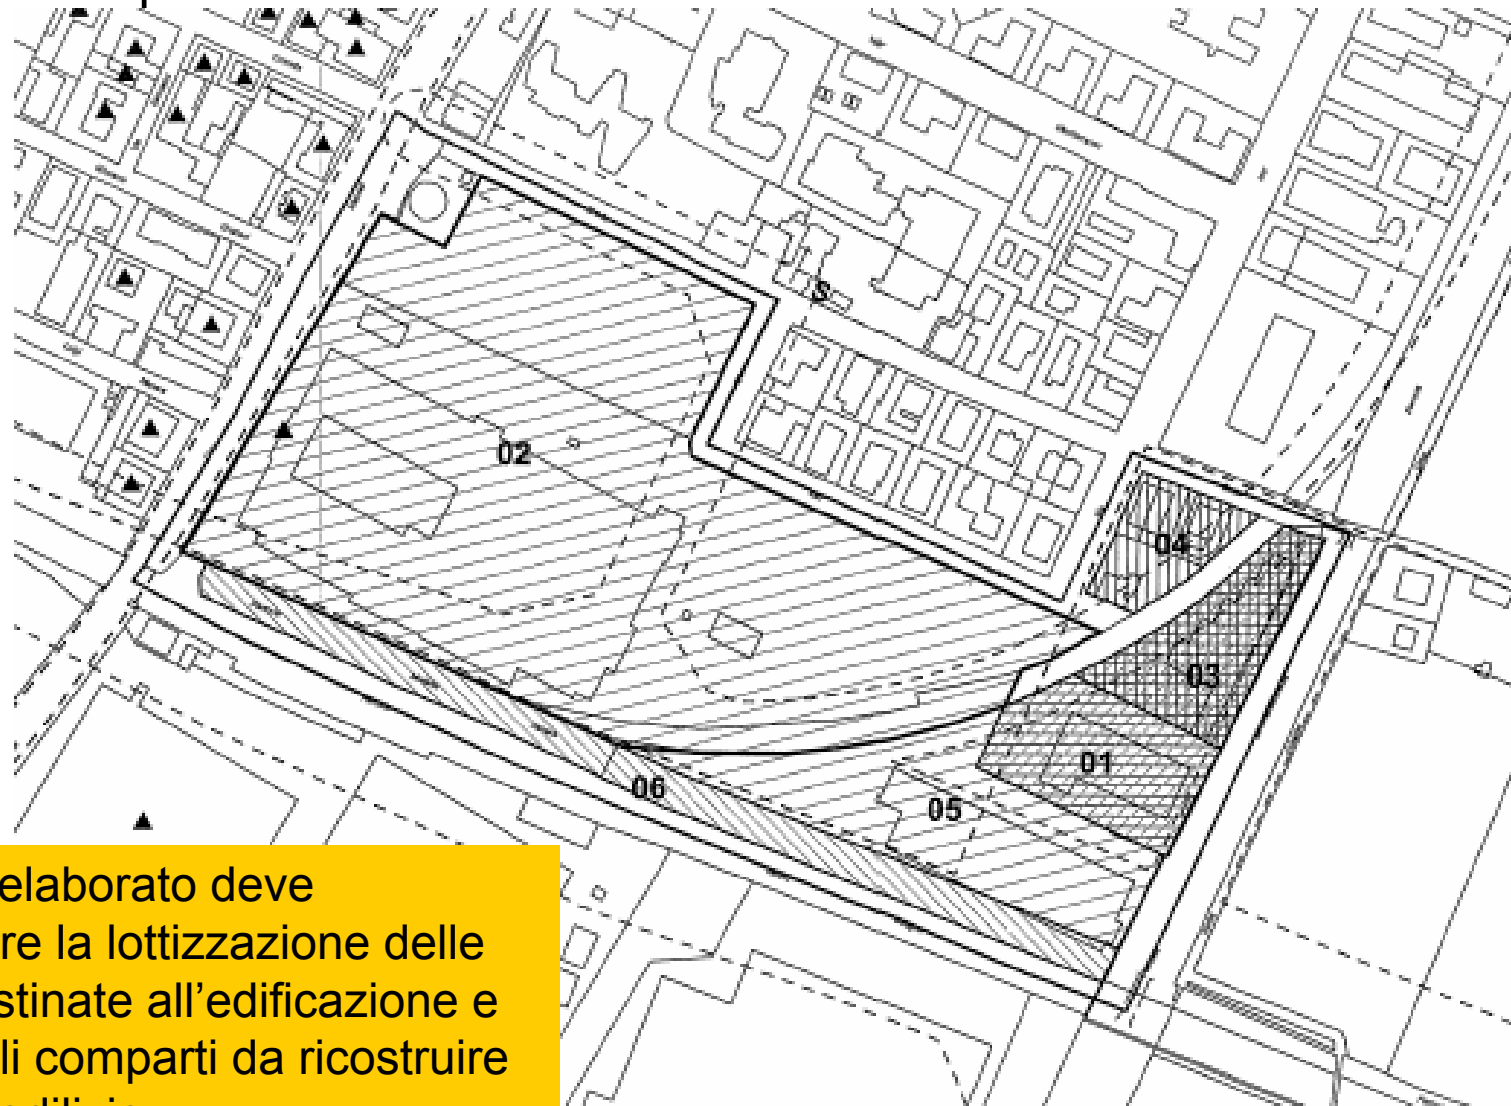 S
02
04
03
01
06
05
elaborato deve
re la lottizzazione delle
stinate all’edificazione e
li comparti da ricostruire